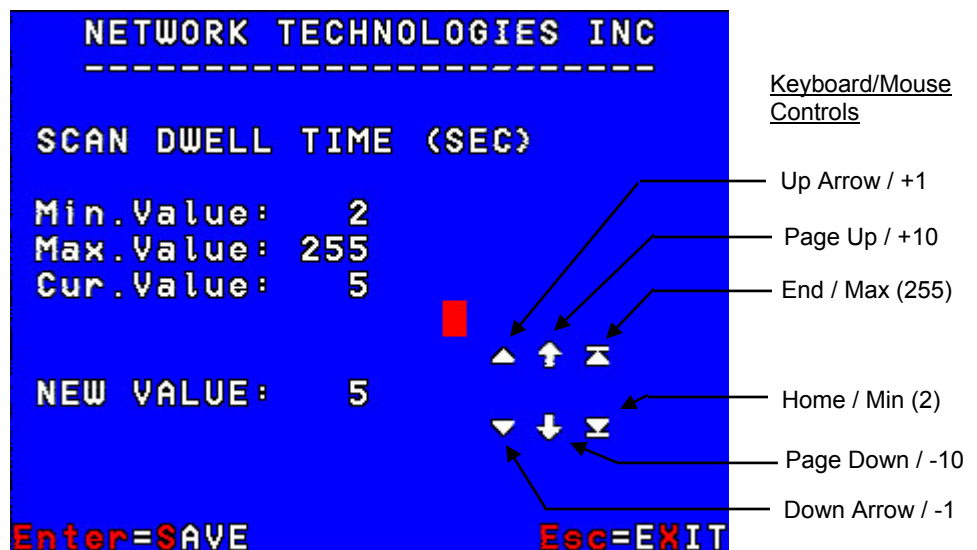 NETWORK TECHNOLOGIES INC
------------------------
SCAN DWELL TIME (SEC)
Min.Value: 2
Max.Value: 255
Cur.Value: 5
NEW VALUE: 5
Enter=SAVE
Esc=EXIT
Keyboard/Mouse
Controls
Up Arrow / +1
Page Up / +10
End / Max (255)
Home / Min (2)
Page Down / -10
Down Arrow / -1